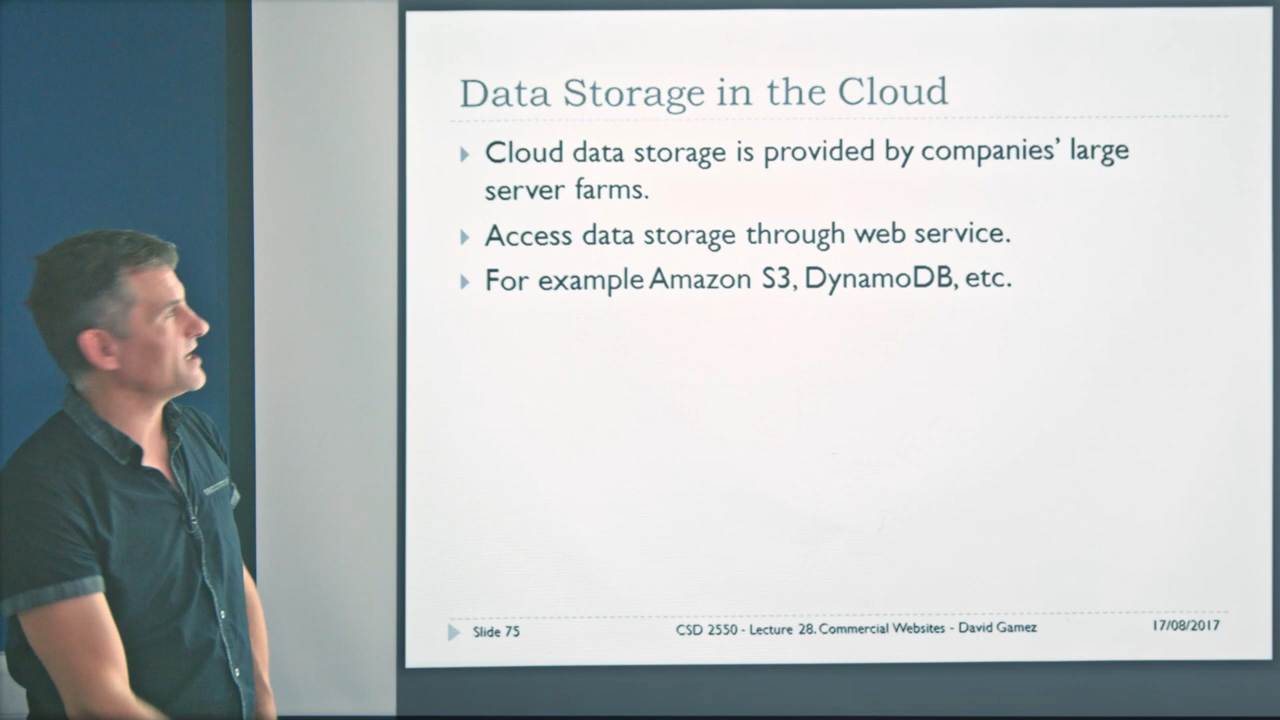 Data Storage in the Cloud
Cloud data storage is provided by companies’ large
server farms.
Access data storage through web service.
For example Amazon S3, DynamoDB, etc.
Slide 75
CSD 2550 - Lecture 28. Commercial Websites - David Gamez
17/08/2017